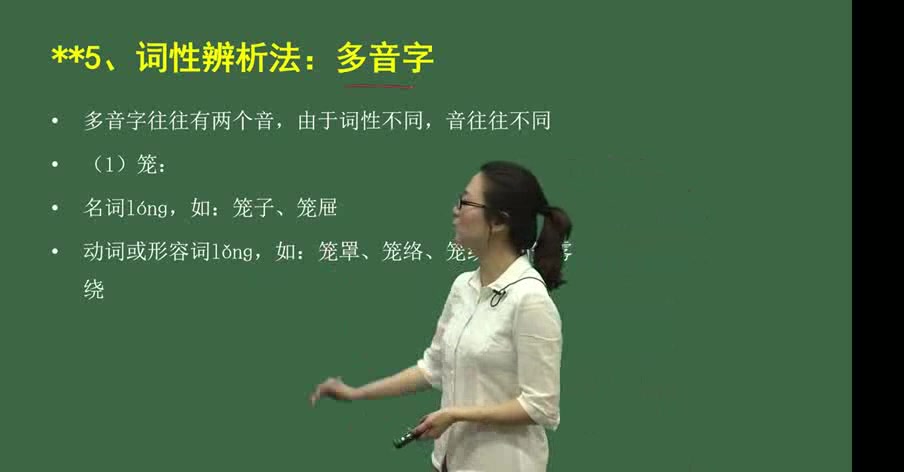 **5、词性辨析法：多音字
• 多音字往往有两个音，由于词性不同，音往往不同
• （1）笼：
• 名词lóng，如：笼子、笼屉
• 动词或形容词lǒng，如：笼罩、笼络、笼 雾
绕